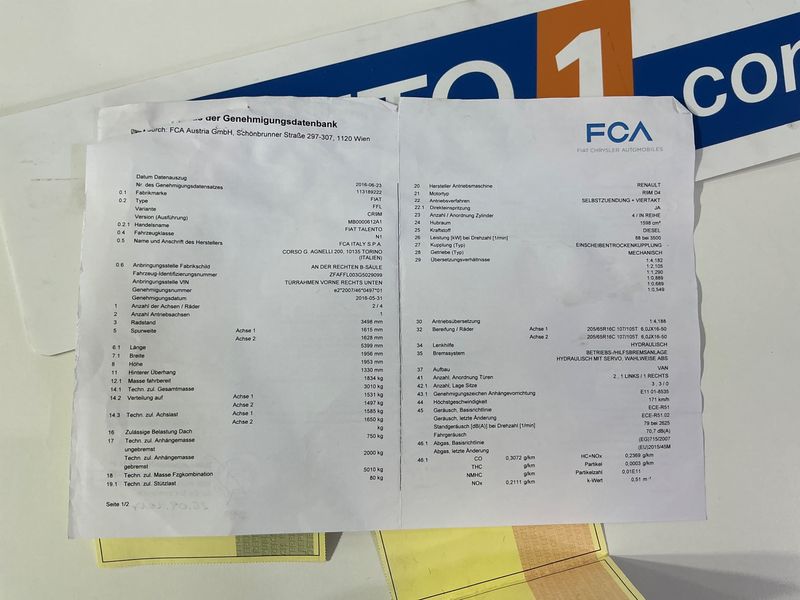 TO 1 .com
der Genehmigungsdatenbank
durch: FCA Austria GmbH, Schönbrunner Straße 297-307, 1120 Wien
Datum Datenauszug 2016-06-23
Nr. des Genehmigungsdatensatzes 113189222
0.1 Fabrikmarke FIAT
0.2 Type FFL
Variante CR9M
Version (Ausführung) MB0000612A1
0.2.1 Handelsname FIAT TALENTO
0.4 Fahrzeugklasse N1
0.5 Name und Anschrift des Herstellers FCA ITALY S.P.A.
CORSO G. AGNELLI 200, 10135 TORINO
(ITALIEN)
0.6 Anbringungsstelle Fabrikschild AN DER RECHTEN B-SÄULE
Fahrzeug-Identifizierungsnummer ZFAFFL003G5029099
Anbringungsstelle VIN TÜRRAHMEN VORNE RECHTS UNTEN
Genehmigungsnummer e2*2007/46*0497*01
Genehmigungsdatum 2016-05-31
1 Anzahl der Achsen / Räder 2 / 4
2 Anzahl Antriebsachsen 1
3 Radstand 3498 mm
5 Spurweite Achse 1 1615 mm
Achse 2 1628 mm
6.1 Länge 5399 mm
7.1 Breite 1956 mm
8 Höhe 1953 mm
11 Hinterer Überhang 1330 mm
12.1 Masse fahrbereit 1834 kg
14.1 Techn. zul. Gesamtmasse 3010 kg
14.2 Verteilung auf Achse 1 1531 kg
Achse 2 1497 kg
14.3 Techn. zul. Achslast Achse 1 1585 kg
Achse 2 1650 kg
16 Zulässige Belastung Dach kg
17 Techn. zul. Anhängemasse 750 kg
ungebremst
Techn. zul. Anhängemasse 2000 kg
gebremst
18 Techn. zul. Masse Fzgkombination 5010 kg
19.1 Techn. zul. Stützlast 80 kg
Seite 1/2
FCA
FIAT CHRYSLER AUTOMOBILES
20 Hersteller Antriebsmaschine RENAULT
21 Motortyp R9M D4
22 Antriebsverfahren SELBSTZUENDUNG + VIERTAKT
22.1 Direkteinspritzung JA
23 Anzahl / Anordnung Zylinder 4 / IN REIHE
24 Hubraum 1598 cm³
25 Kraftstoff DIESEL
26 Leistung [kW] bei Drehzahl [1/min] 88 bei 3500
27 Kupplung (Typ) EINSCHEIBENTROCKENKUPPLUNG -
28 Getriebe (Typ) MECHANISCH
29 Übersetzungsverhältnisse 1:4,182
1:2,105
1:1,290
1:0,889
1:0,689
1:0,549
30 Antriebsübersetzung 1:4,188
32 Bereifung / Räder Achse 1 205/65R16C 107/105T 6,0JX16-50
Achse 2 205/65R16C 107/105T 6,0JX16-50
34 Lenkhilfe HYDRAULISCH
35 Bremssystem BETRIEBS-/HILFSBREMSANLAGE
HYDRAULISCH MIT SERVO, WAHLWEISE ABS
37 Aufbau VAN
41 Anzahl, Anordnung Türen 2 . 1 LINKS / 1 RECHTS
42.1 Anzahl, Lage Sitze 3 . 3 / 0
43.1 Genehmigungszeichen Anhängevorrichtung E11 01-8535
44 Höchstgeschwindigkeit 171 km/h
45 Geräusch, Basisrichtlinie ECE-R51
Geräusch, letzte Änderung ECE-R51.02
Standgeräusch [dB(A)] bei Drehzahl [1/min] 79 bei 2625
Fahrgeräusch 70,7 dB(A)
46.1 Abgas, Basisrichtlinie (EG)715/2007
Abgas, letzte Änderung (EU)2015/45M
46.1 CO 0,3072 g/km HC+NOx 0,2369 g/km
THC g/km Partikel 0,0003 g/km
NMHC g/km Partikelzahl 0,01E11
NOx 0,2111 g/km k-Wert 0,51 m⁻¹